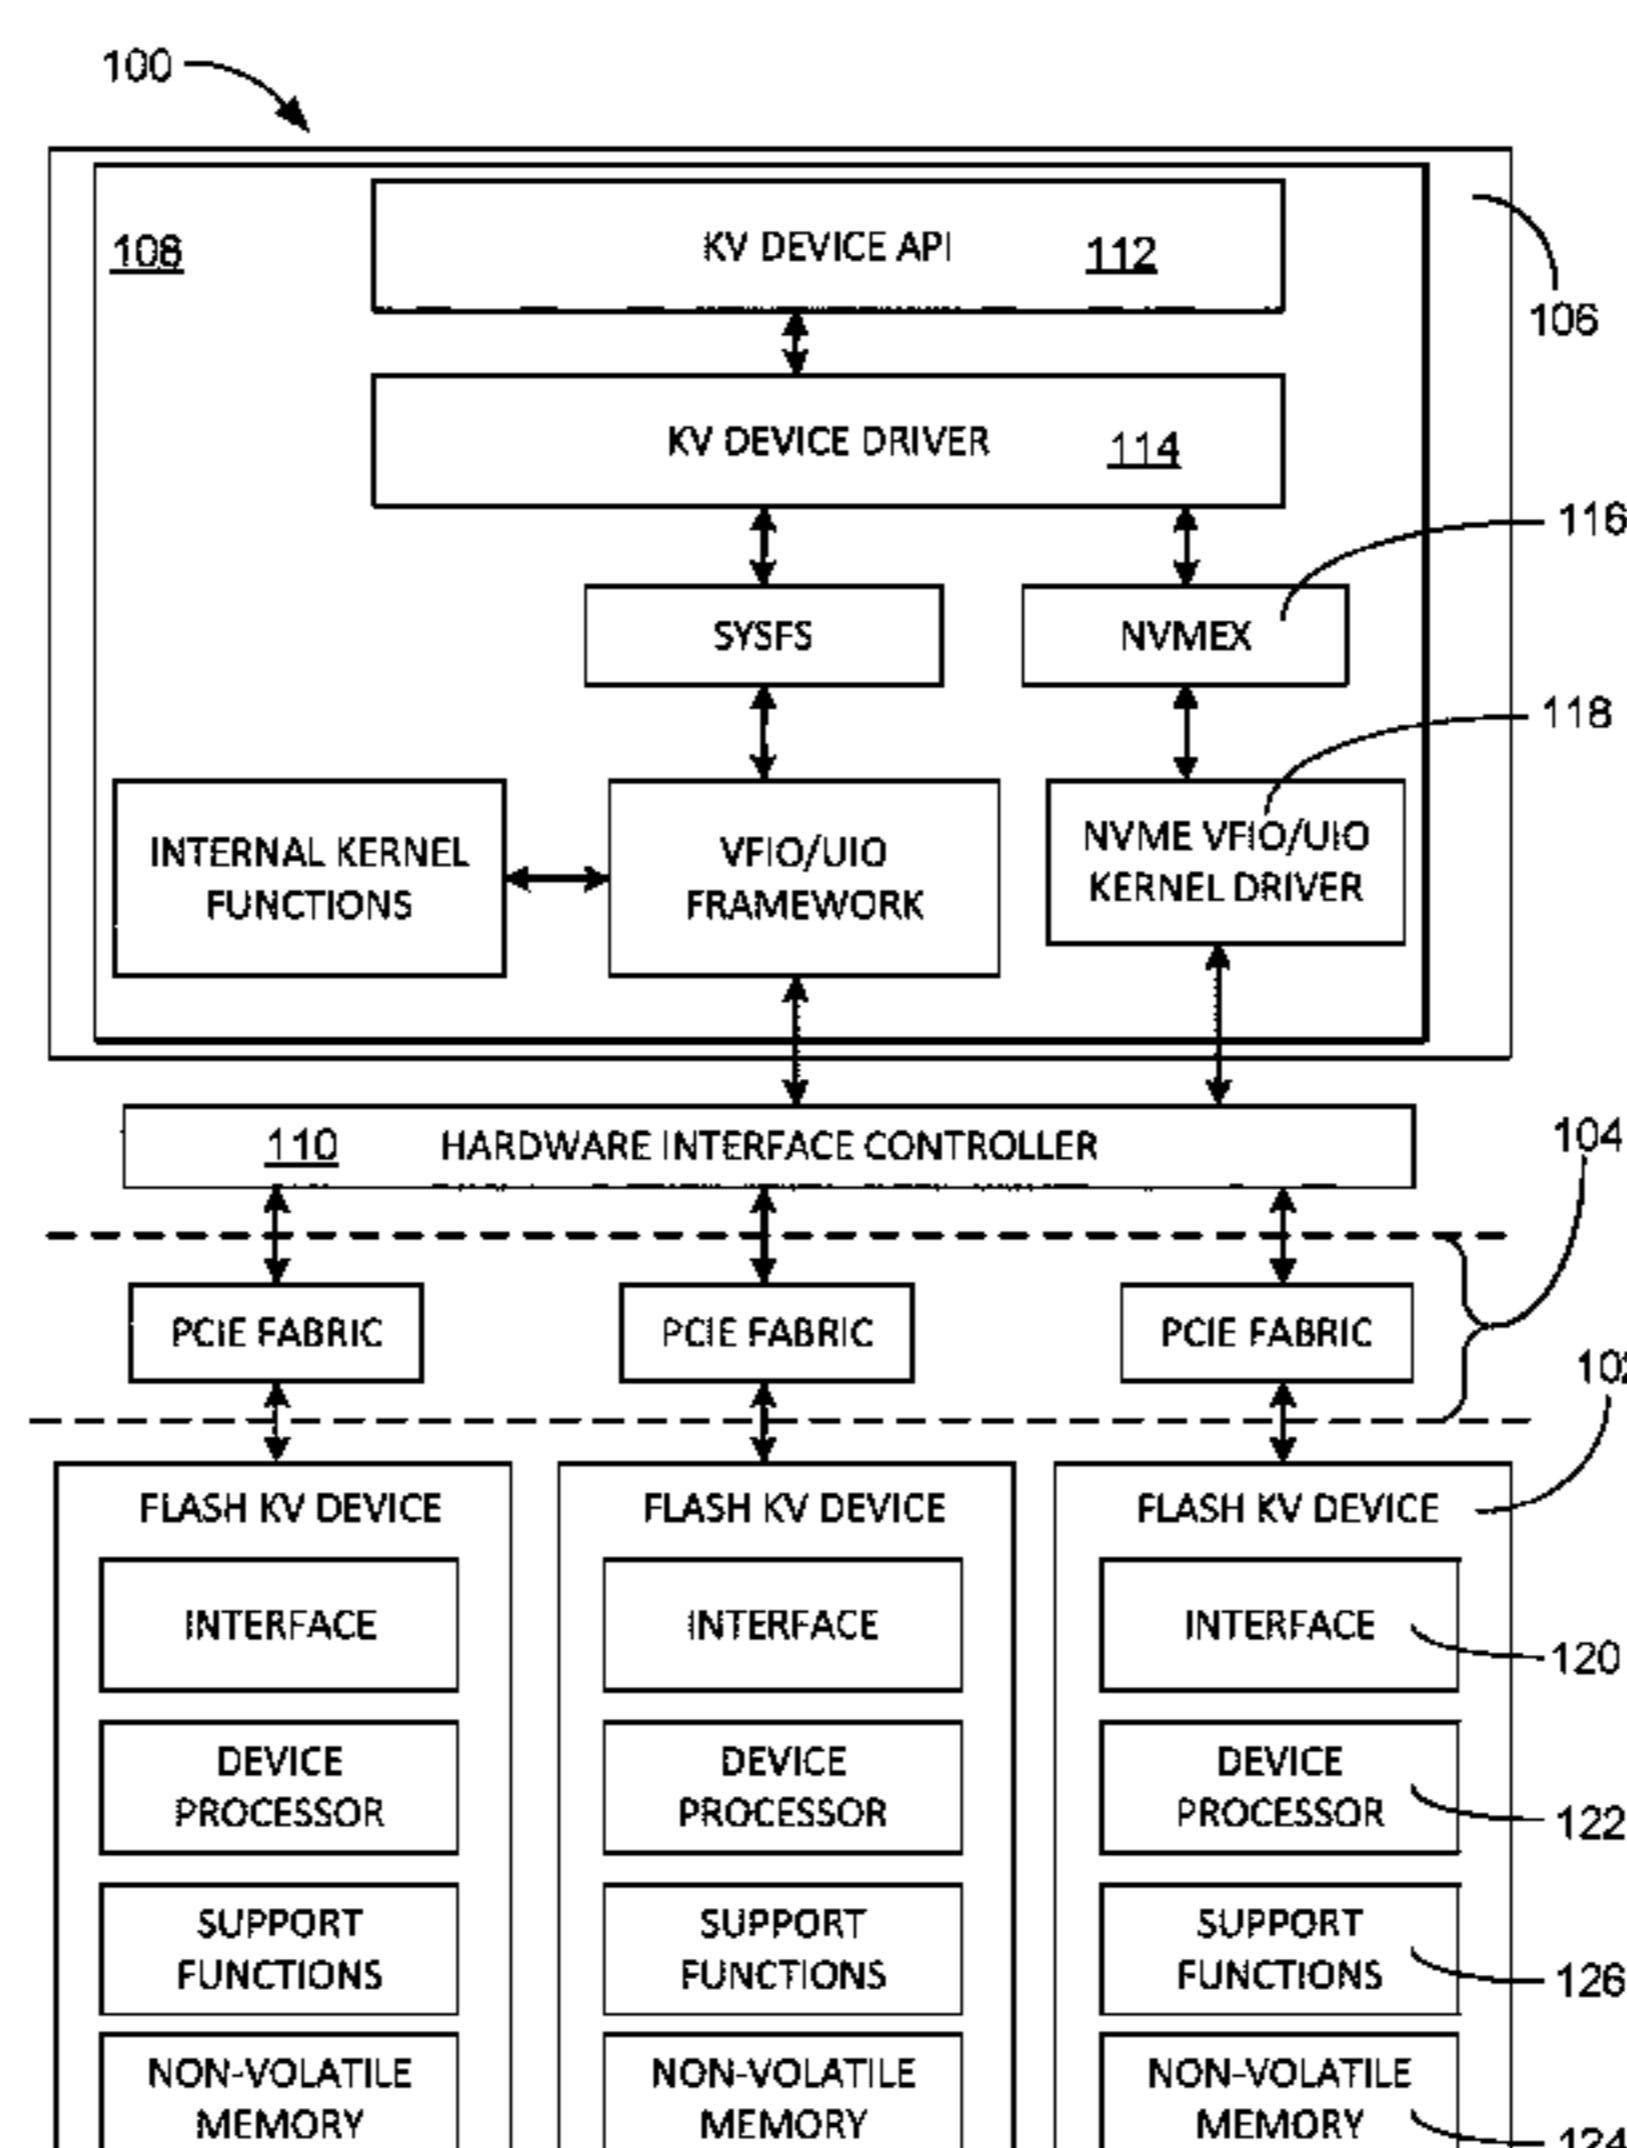 100
108
KV DEVICE API 112
106
KV DEVICE DRIVER 114
116
SYSFS NVMEX
118
INTERNAL KERNEL
FUNCTIONS
VFIO/UIO
FRAMEWORK
NVME VFIO/UIO
KERNEL DRIVER
110 HARDWARE INTERFACE CONTROLLER
104
PCIE FABRIC PCIE FABRIC PCIE FABRIC
FLASH KV DEVICE FLASH KV DEVICE FLASH KV DEVICE
INTERFACE INTERFACE INTERFACE
120
DEVICE
PROCESSOR
DEVICE
PROCESSOR
DEVICE
PROCESSOR
122
SUPPORT
FUNCTIONS
SUPPORT
FUNCTIONS
SUPPORT
FUNCTIONS
126
NON-VOLATILE
MEMORY
NON-VOLATILE
MEMORY
NON-VOLATILE
MEMORY